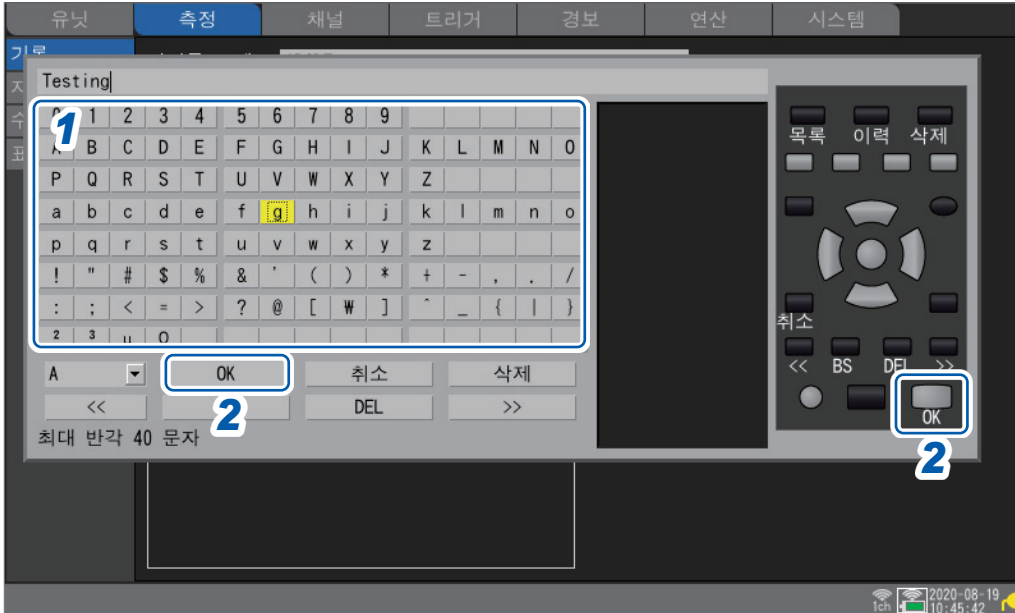 유닛 측정 채널 트리거 경보 연산 시스템
기록
Testing
1 2 3 4 5 6 7 8 9
1
B C D E F G H I J K L M N O
P Q R S T U V W X Y Z
a b c d e f g h i j k l m n o
p q r s t u v w x y z
! " # $ % & ' ( ) * + - , . /
: ; < = > ? @ [ ₩ ] ^ _ { | }
2 3
A OK 취소 삭제
<< DEL >>
2
최대 반각 40 문자
목록 이력 삭제
취소
<< BS DEL >>
OK
2
1ch 2020-08-19
10:45:42